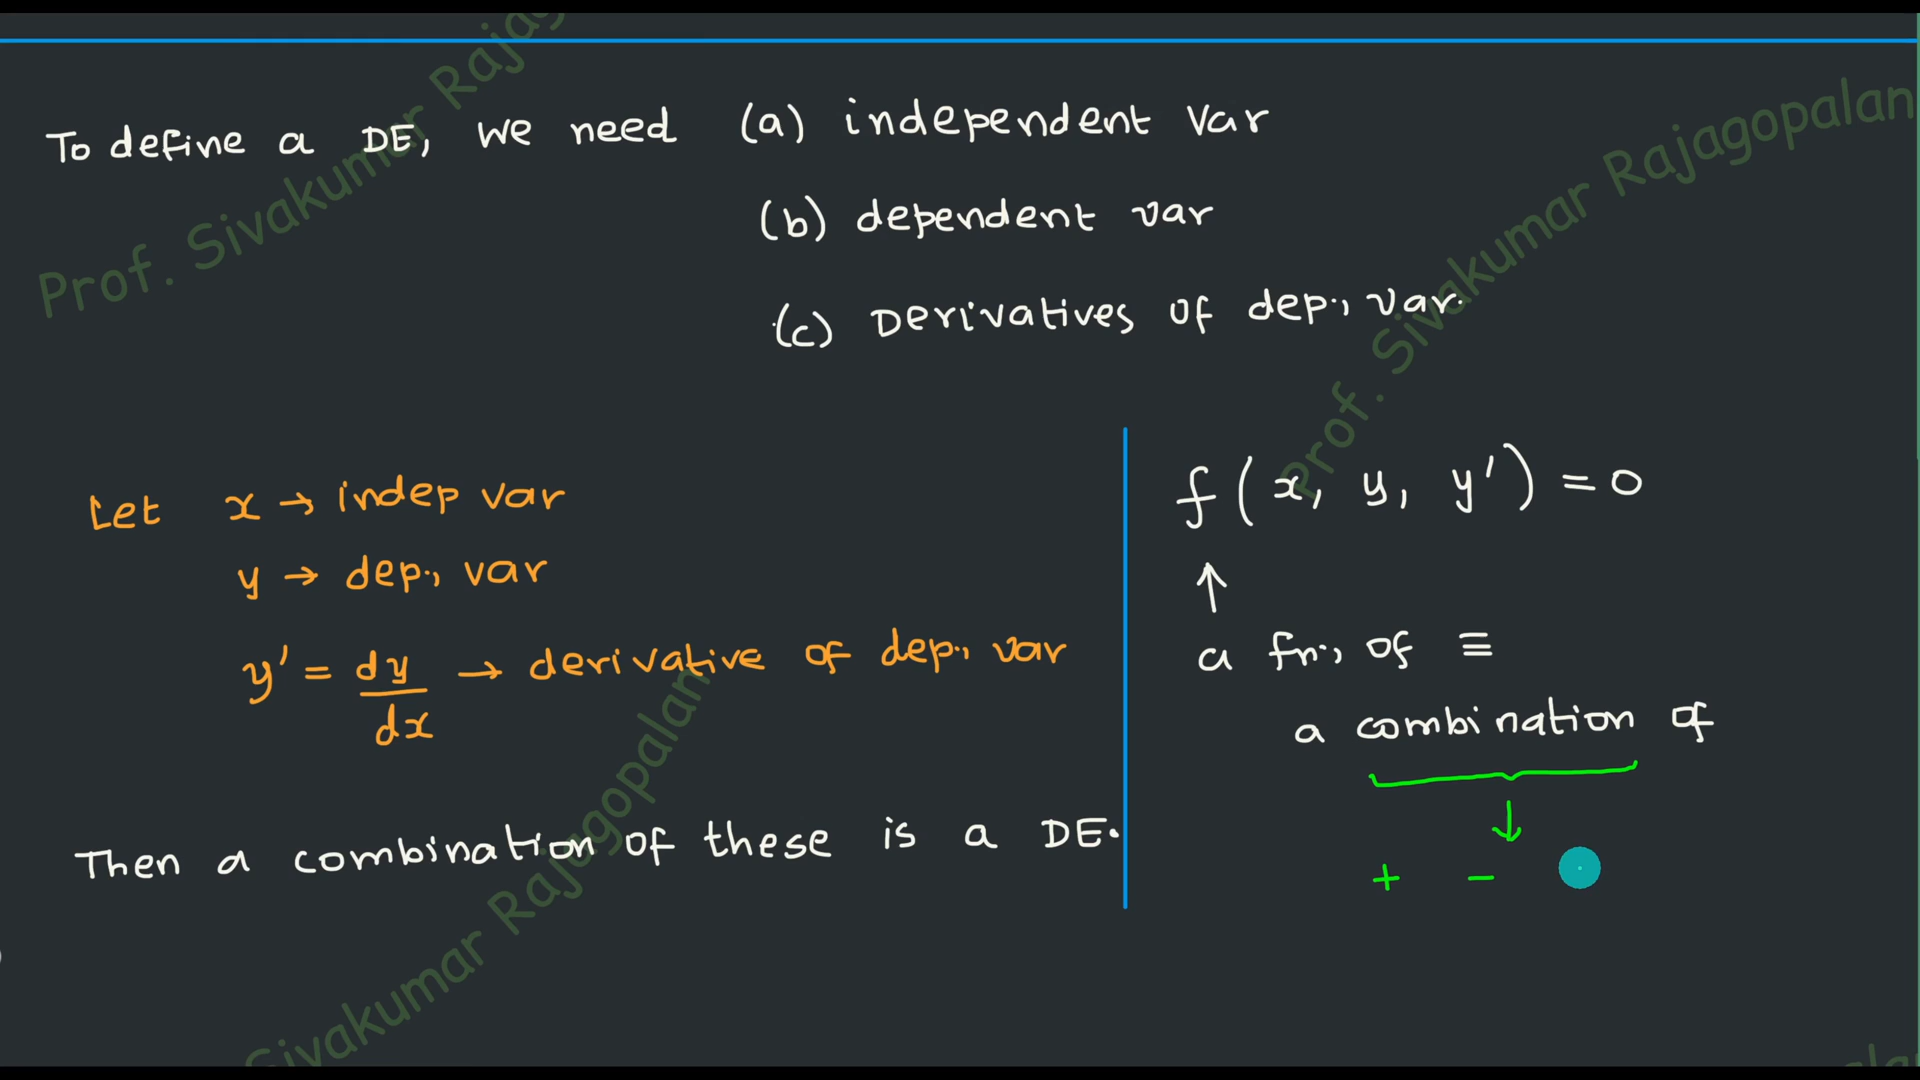 To define a DE, we need (a) independent var
(b) dependent var
(c) Derivatives of dep., var.
Let x → indep var
y → dep., var
y' = dy/dx → derivative of dep., var
Then a combination of these is a DE.
f(x, y, y') = 0
↑
a fn., of ≡
a combination of
↓
+ -
Prof. Sivakumar Rajag
Prof. Sivakumar Rajagopalan
Sivakumar Rajagopalan
alan